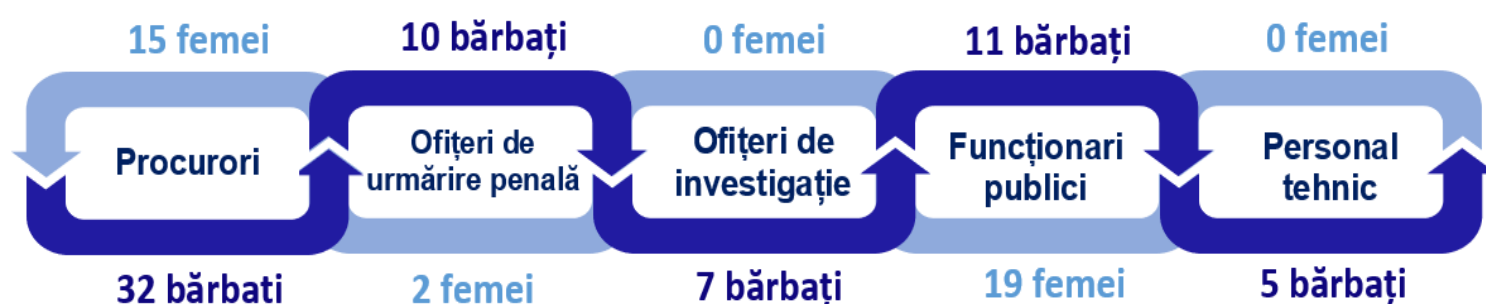 15 femei
10 bărbați
0 femei
11 bărbați
0 femei
Procurori
Ofițeri de
urmărire penală
Ofițeri de
investigație
Funcționari
publici
Personal
tehnic
32 bărbați
2 femei
7 bărbați
19 femei
5 bărbați